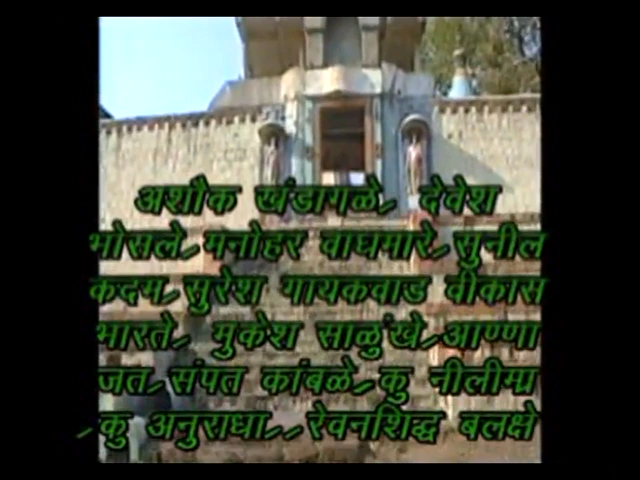 अशौक खंडागळे, देवेश
भोसले,मनोहर वाघमारे,सुनील
कदम,सुरेश गायकवाड वीकास
भारते, मुकेश साळुंखे,आण्णा
जत,संपत कांबळे,कु नीलीमा
,कु अनुराधा,,रेवनशिद्ध बलक्षे